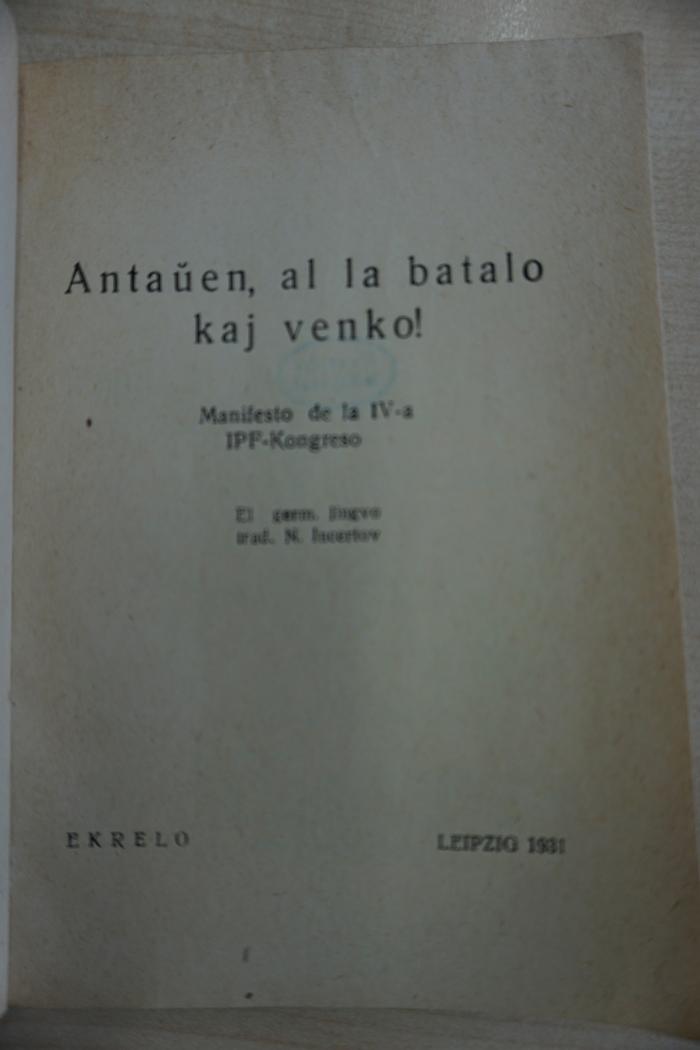 Antaŭen, al la batalo
kaj venko!
Manifesto de la IV-a
IPF-Kongreso
El germ. lingvo
trad. N. Incertow
EKRELO
LEIPZIG 1931